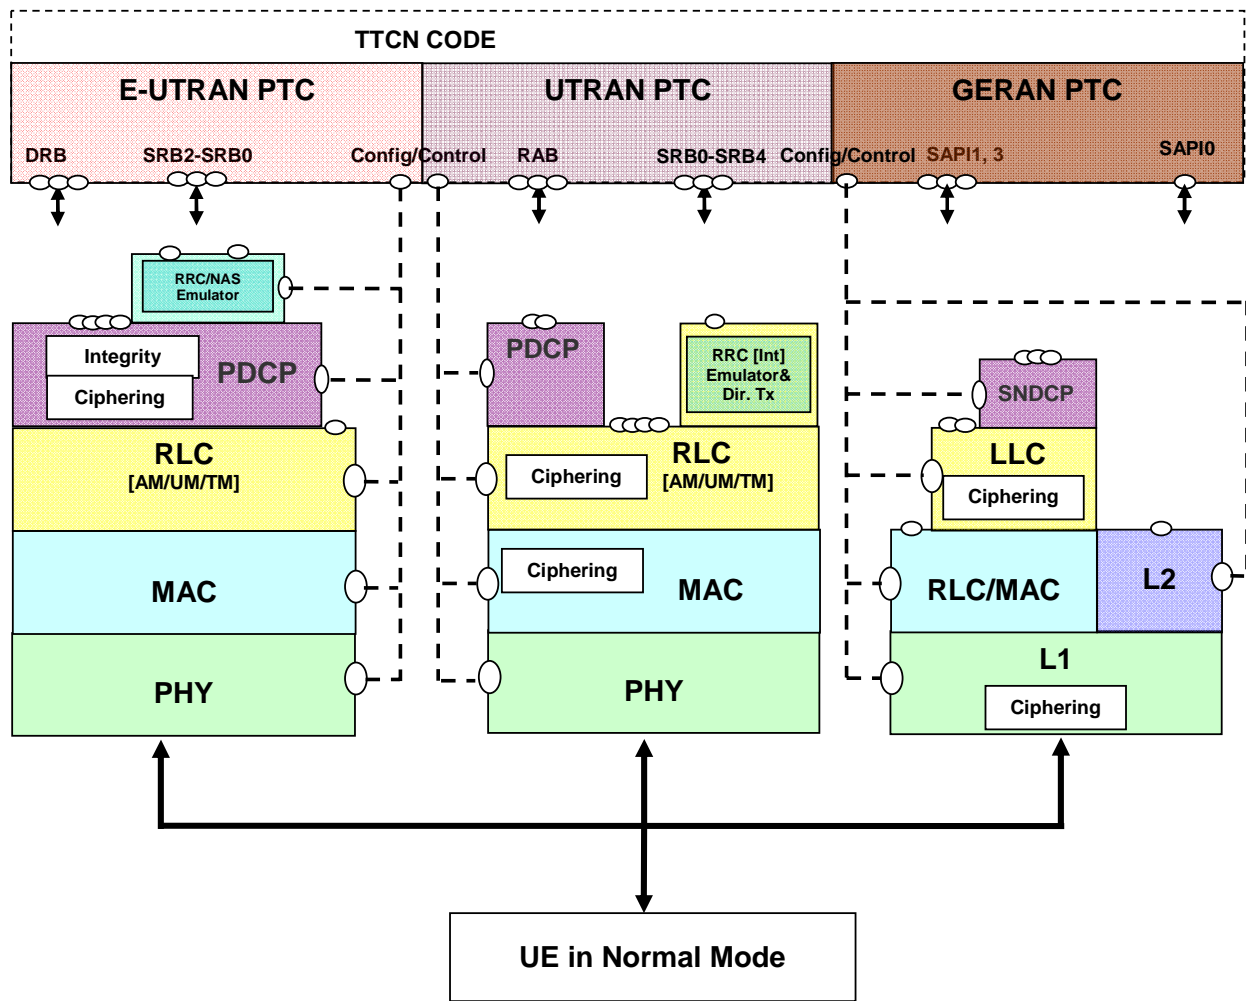 TTCN CODE
E-UTRAN PTC
UTRAN PTC
GERAN PTC
DRB
SRB2-SRB0
Config/Control
RAB
SRB0-SRB4
Config/Control
SAPI1, 3
SAPI0
RRC/NAS
Emulator
Integrity
Ciphering
PDCP
RLC
[AM/UM/TM]
MAC
PHY
PDCP
RRC [Int]
Emulator&
Dir. Tx
Ciphering
RLC
[AM/UM/TM]
Ciphering
MAC
PHY
SNDCP
LLC
Ciphering
RLC/MAC
L2
L1
Ciphering
UE in Normal Mode